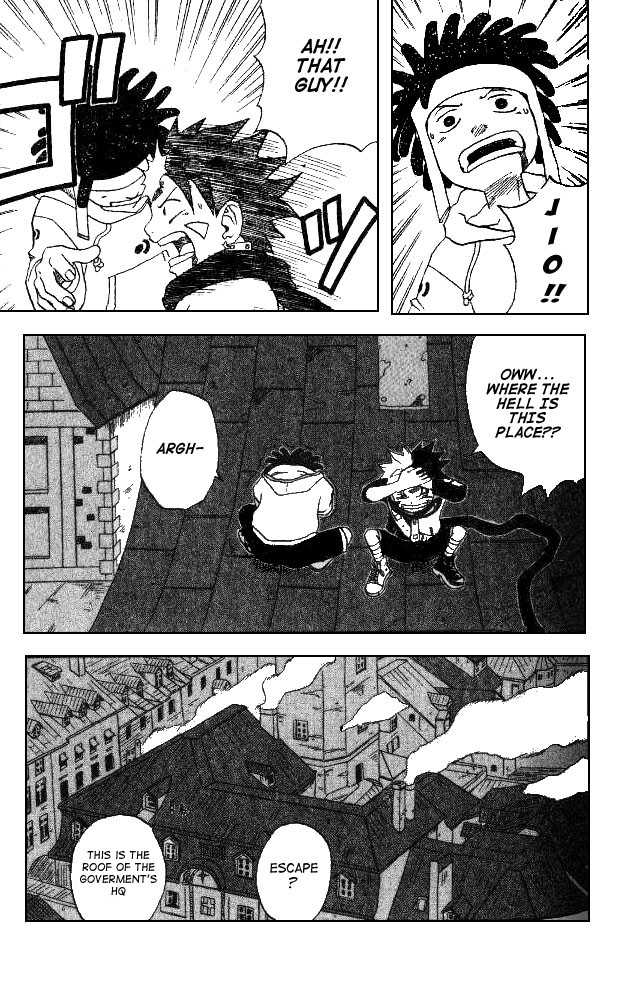 JIO!!
AH!!
THAT
GUY!!
OWW...
WHERE THE
HELL IS
THIS
PLACE??
ARGH-
ESCAPE
?
THIS IS THE
ROOF OF THE
GOVERMENT'S
HQ